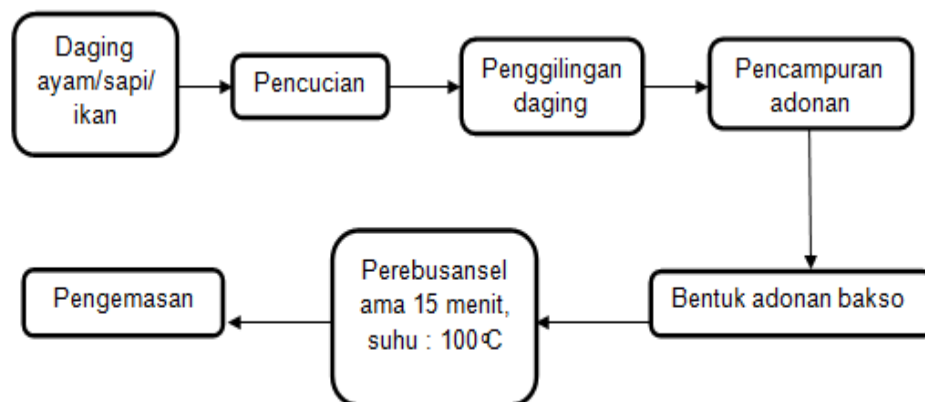 Daging
ayam/sapi/
ikan
Pencucian
Penggilingan
daging
Pencampuran
adonan
Bentuk adonan bakso
Perebusansel
ama 15 menit,
suhu : 100°C
Pengemasan